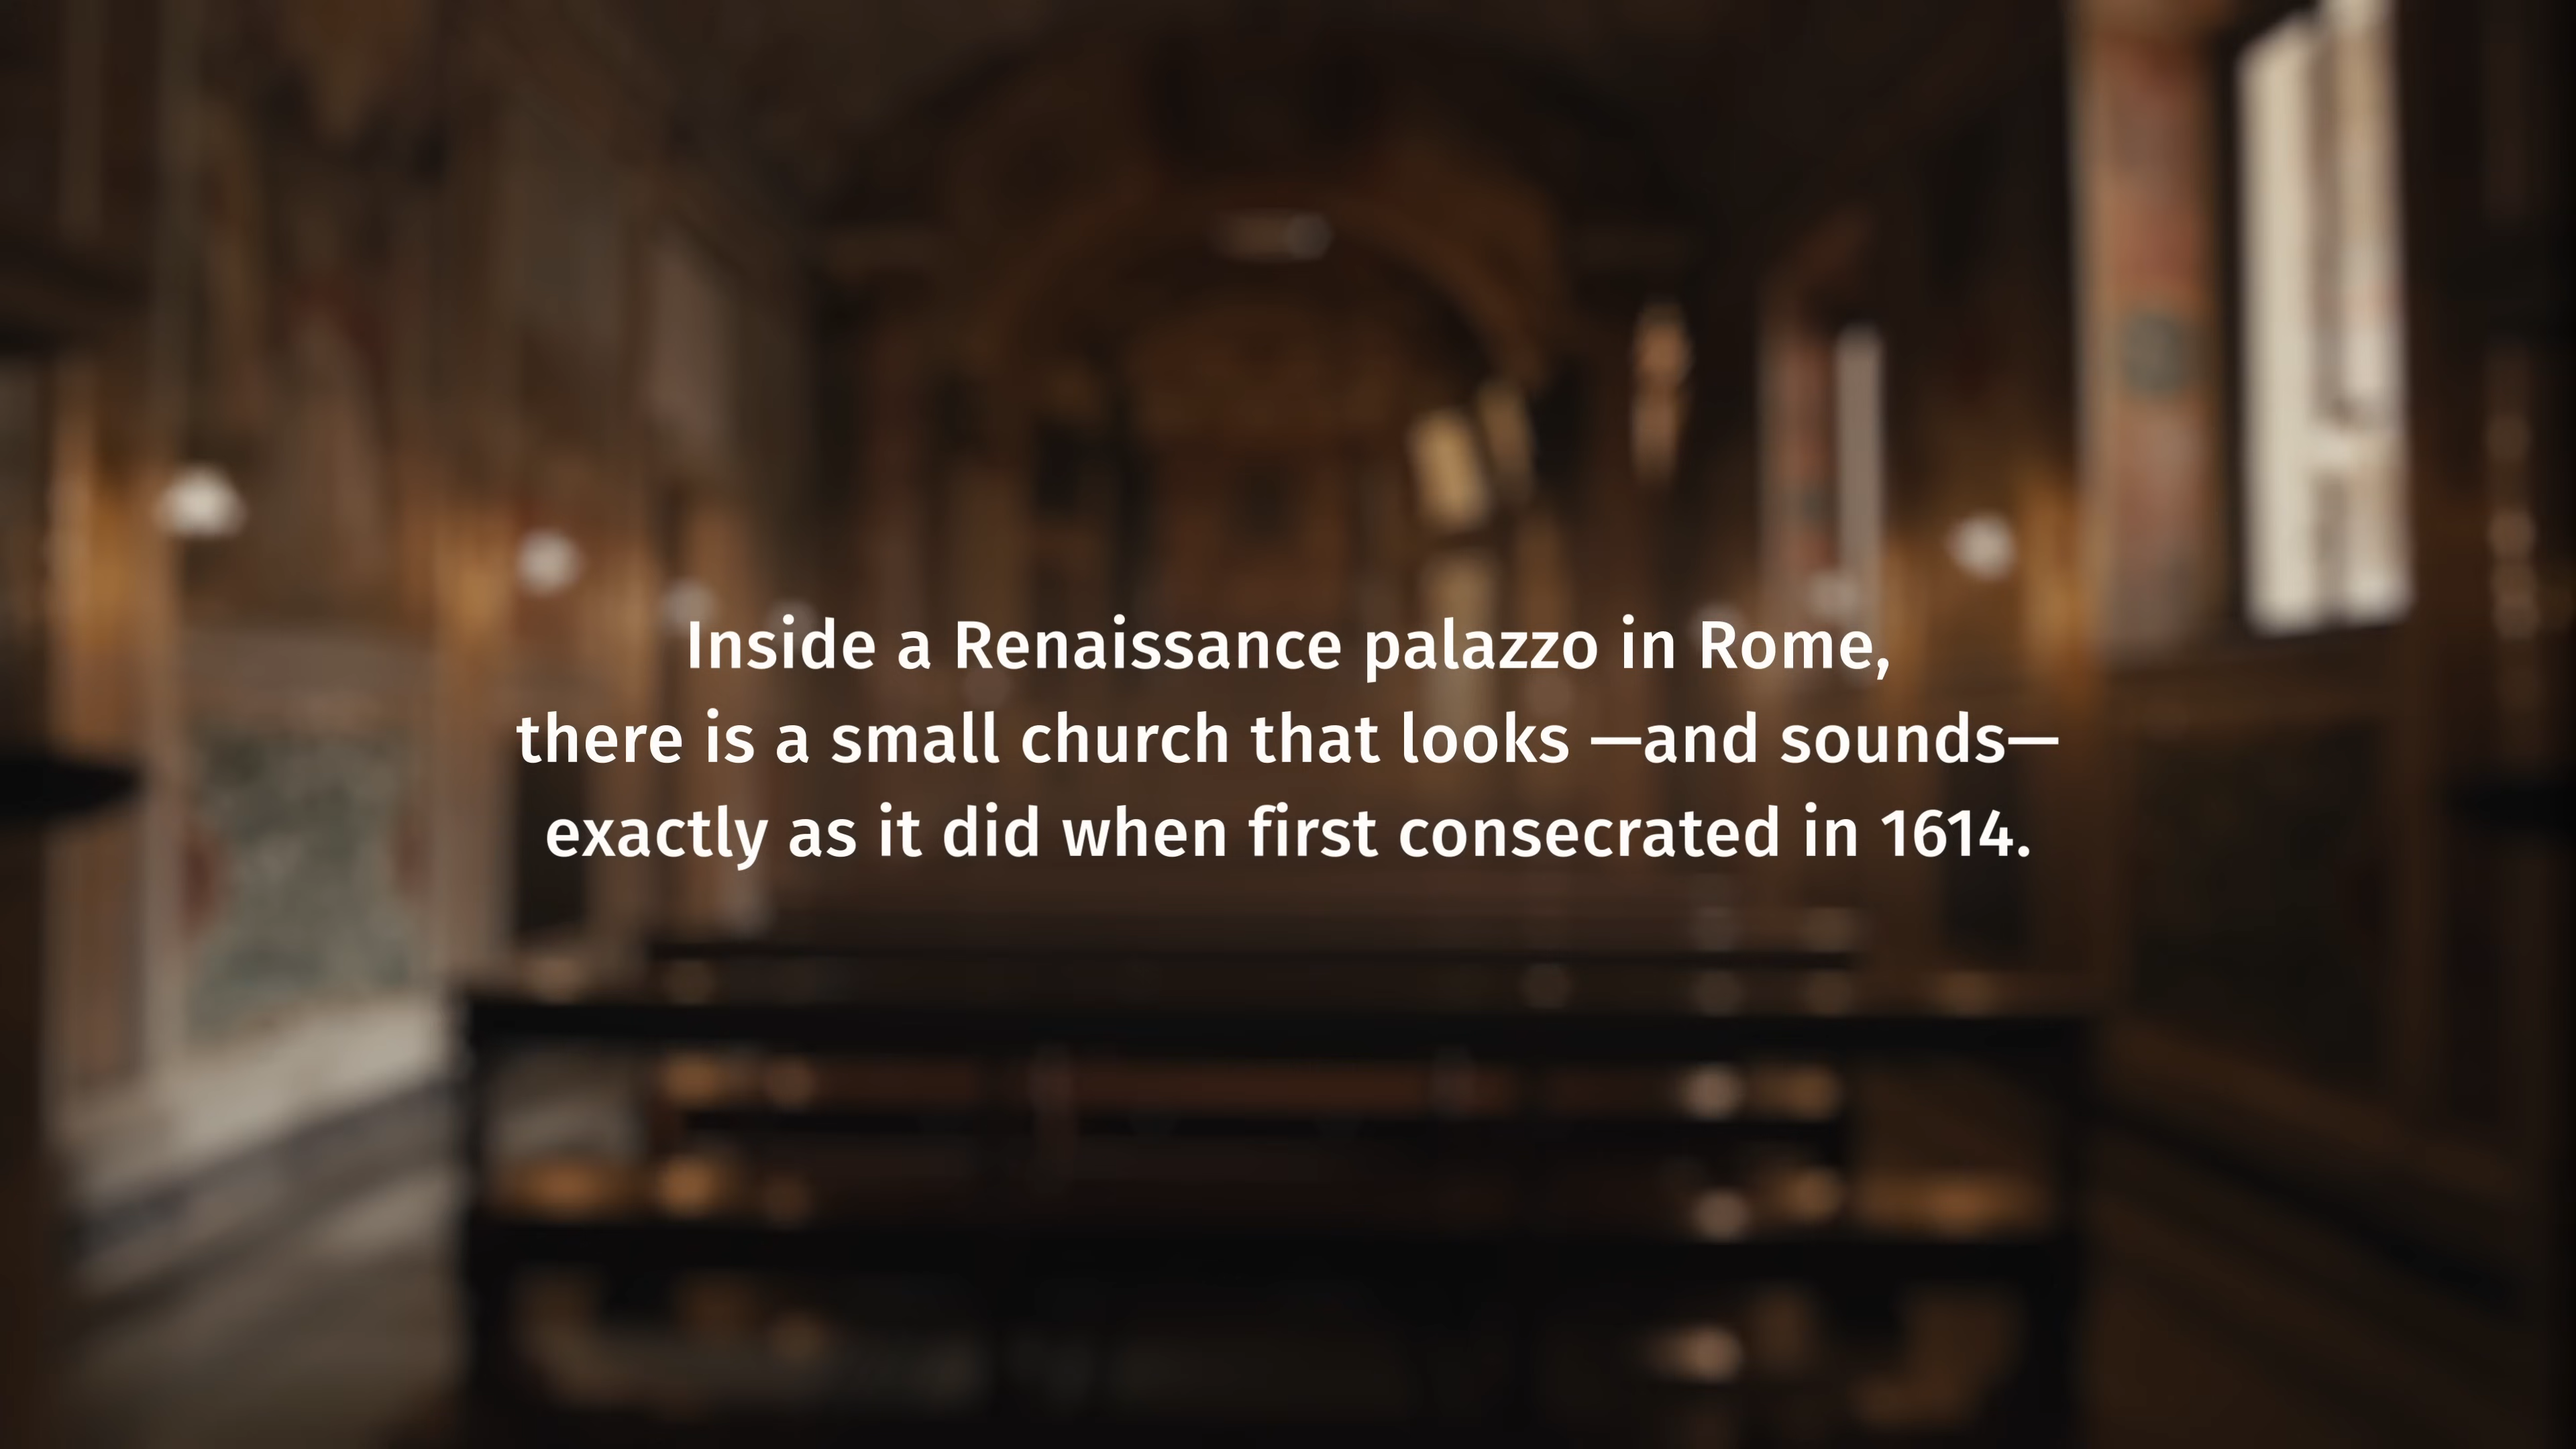 Inside a Renaissance palazzo in Rome,
there is a small church that looks —and sounds—
exactly as it did when first consecrated in 1614.